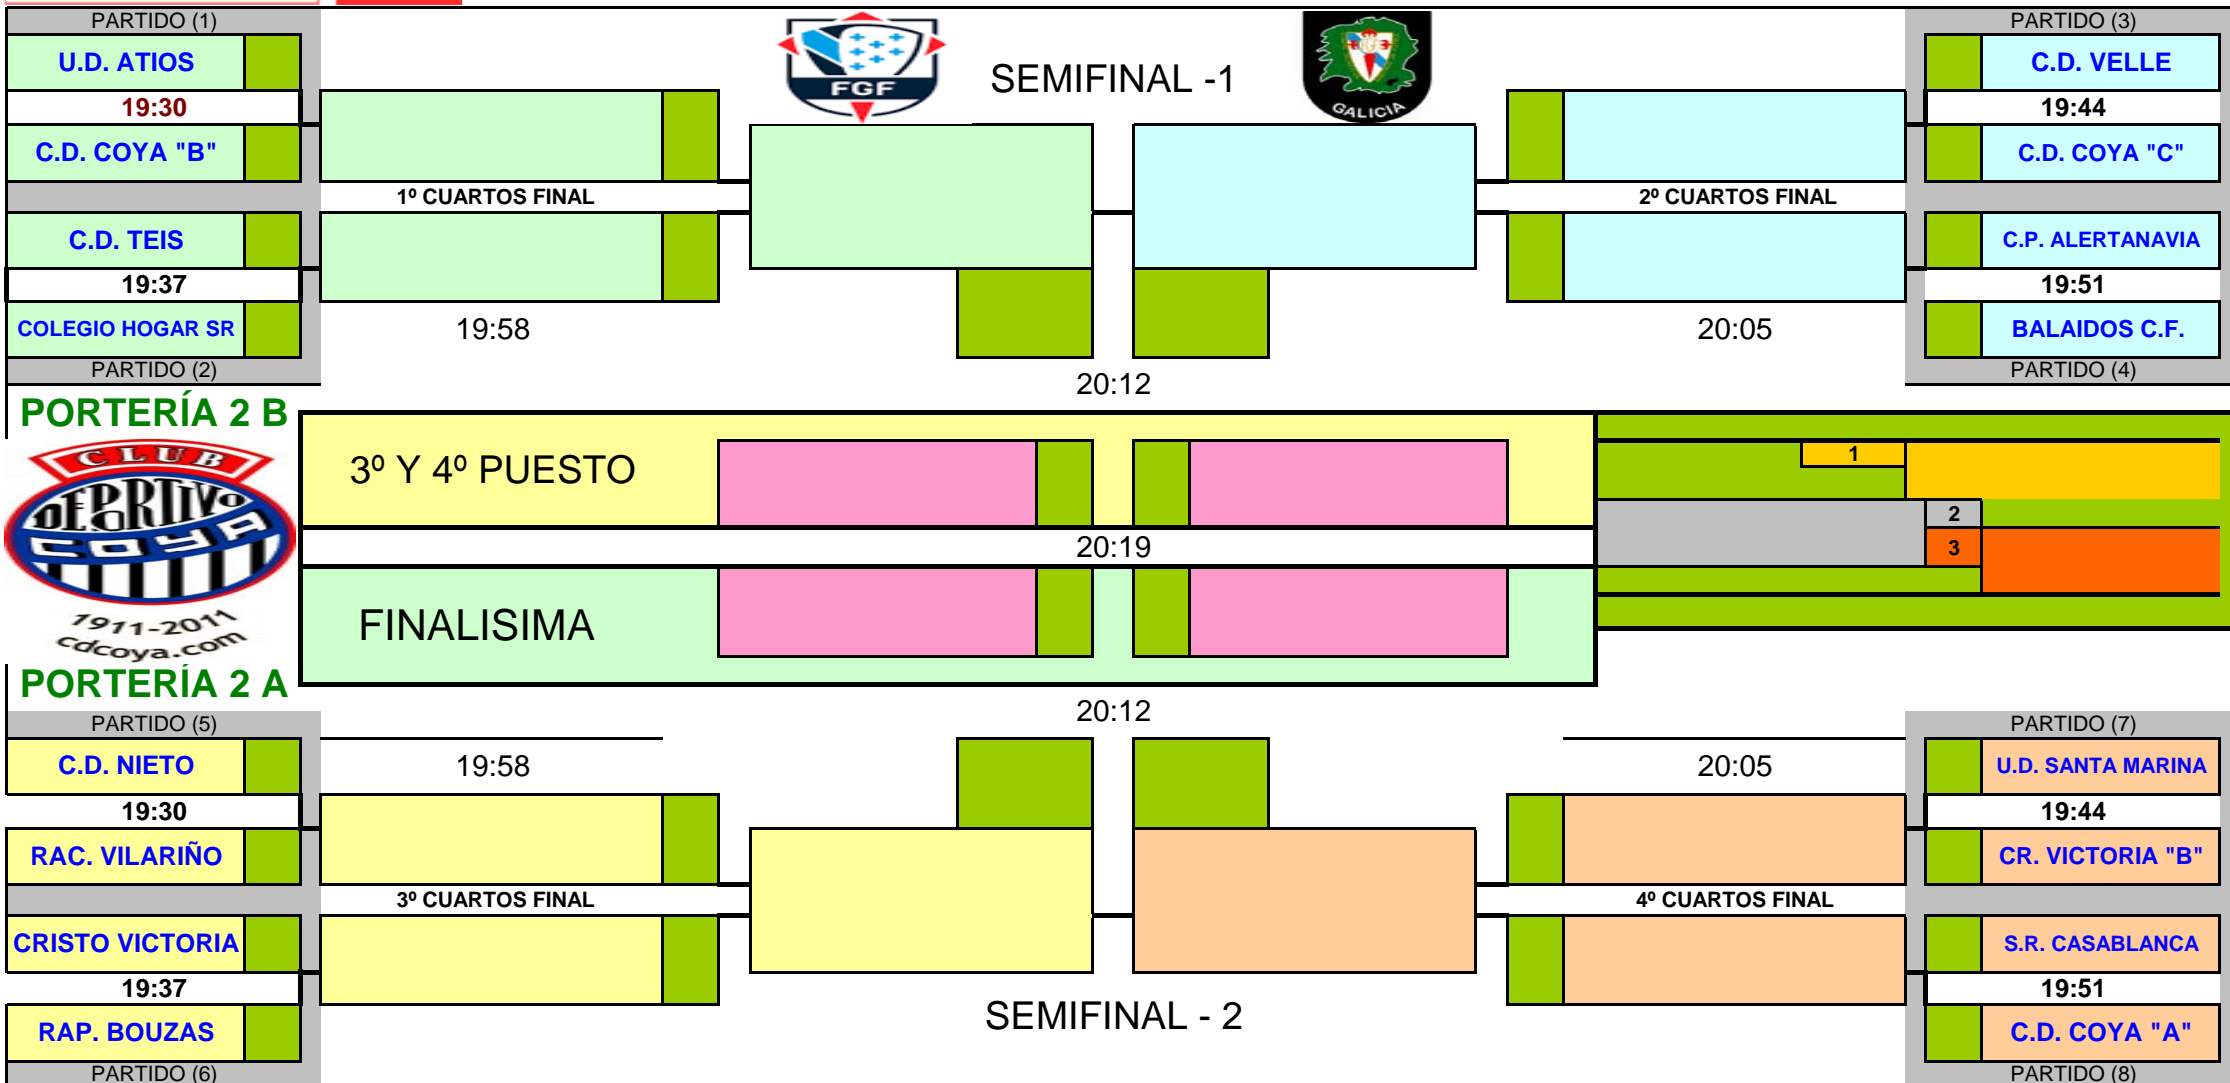 PARTIDO (1)
U.D. ATIOS
19:30
C.D. COYA "B"
C.D. TEIS
19:37
COLEGIO HOGAR SR
PARTIDO (2)
1º CUARTOS FINAL
19:58
FGF
SEMIFINAL -1
GALICIA
20:12
PARTIDO (3)
C.D. VELLE
19:44
C.D. COYA "C"
2º CUARTOS FINAL
C.P. ALERTANAVIA
19:51
BALAIDOS C.F.
20:05
PARTIDO (4)
PORTERÍA 2 B
CLUB
DEPORTIVO
COYA
1911-2011
cdcoya.com
3º Y 4º PUESTO
20:19
FINALISIMA
1
2
3
PORTERÍA 2 A
PARTIDO (5)
C.D. NIETO
19:30
RAC. VILARIÑO
CRISTO VICTORIA
19:37
RAP. BOUZAS
PARTIDO (6)
19:58
3º CUARTOS FINAL
20:12
SEMIFINAL - 2
20:05
4º CUARTOS FINAL
PARTIDO (7)
U.D. SANTA MARINA
19:44
CR. VICTORIA "B"
S.R. CASABLANCA
19:51
C.D. COYA "A"
PARTIDO (8)